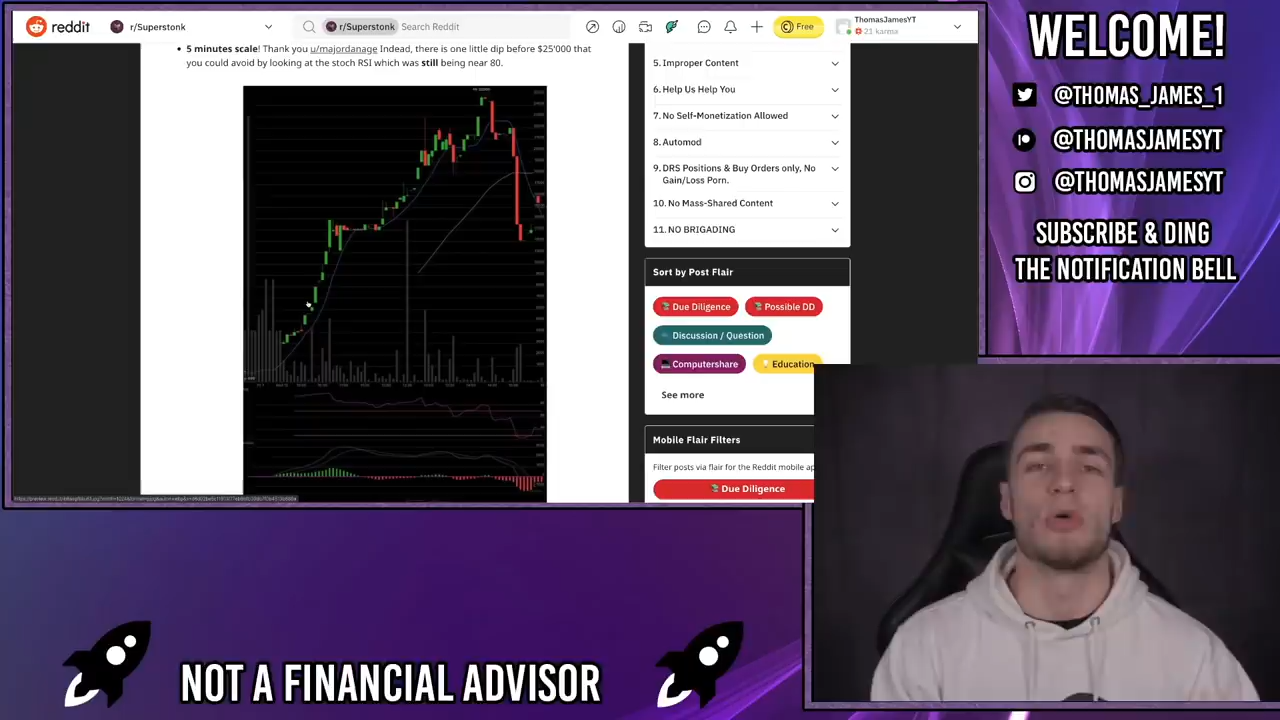 reddit
r/Superstonk
r/Superstonk
Search Reddit
Free
ThomasJamesYT
21 karma
5 minutes scale! Thank you u/majordanage Indead, there is one little dip before $25'000 that
you could avoid by looking at the stoch RSI which was still being near 80.
5. Improper Content
6. Help Us Help You
7. No Self-Monetization Allowed
8. Automod
9. DRS Positions & Buy Orders only, No
Gain/Loss Porn.
10. No Mass-Shared Content
11. NO BRIGADING
Sort by Post Flair
Due Diligence
Possible DD
Discussion / Question
Computershare
Education
See more
Mobile Flair Filters
Filter posts via flair for the Reddit mobile ap
Due Diligence
WELCOME!
@THOMAS_JAMES_1
@THOMASJAMESYT
@THOMASJAMESYT
SUBSCRIBE & DING
THE NOTIFICATION BELL
NOT A FINANCIAL ADVISOR